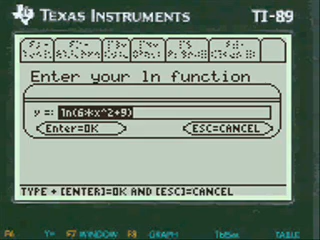 TEXAS INSTRUMENTS TI-89
Enter your ln function
y =: ln(6*x^2+9)
Enter=OK ESC=CANCEL
TYPE + [ENTER]=OK AND [ESC]=CANCEL
F6 Y= F7 WINDOW F8 GRAPH TblSet TABLE